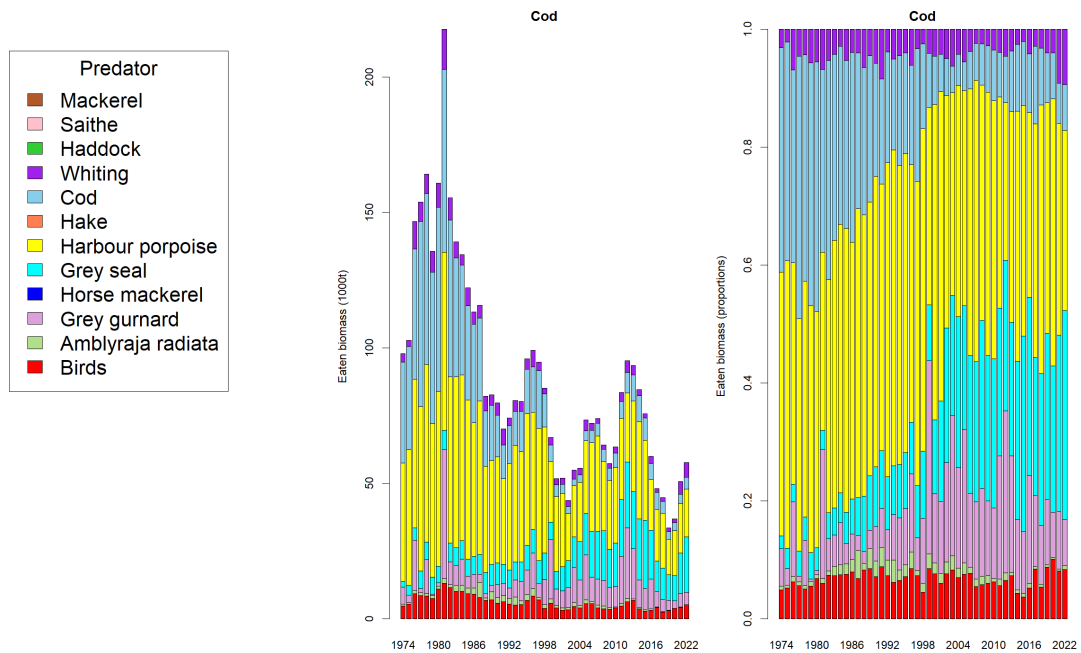 Predator
Mackerel
Saithe
Haddock
Whiting
Cod
Hake
Harbour porpoise
Grey seal
Horse mackerel
Grey gurnard
Amblyraja radiata
Birds
Cod
Eaten biomass (1000t)
200
150
100
50
0
1974 1980 1986 1992 1998 2004 2010 2016 2022
Cod
Eaten biomass (proportions)
1.0
0.8
0.6
0.4
0.2
0.0
1974 1980 1986 1992 1998 2004 2010 2016 2022